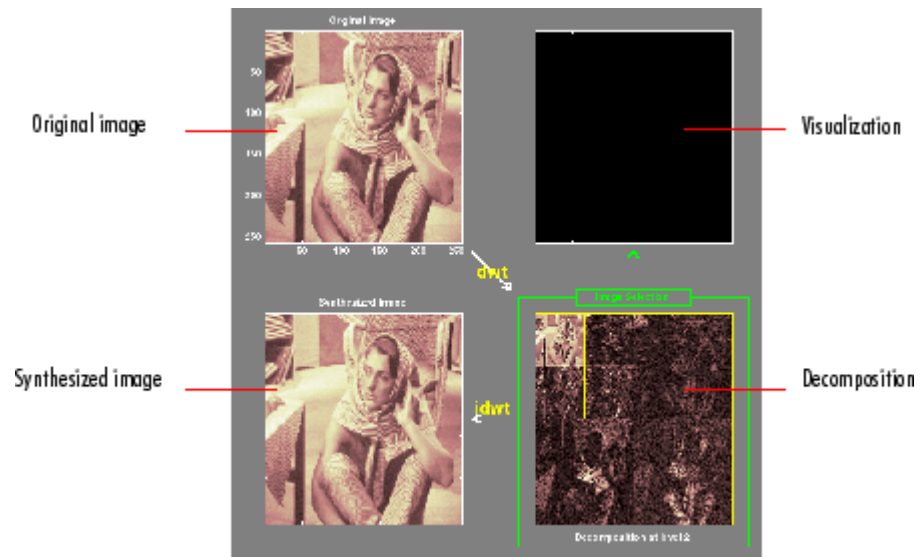 Original Image
50
100
150
200
250
50 100 150 200 250
Original image
Visualization
dwt
Image Selection
Synthesized Image
Synthesized image
idwt
Decomposition
Decomposition at level 2